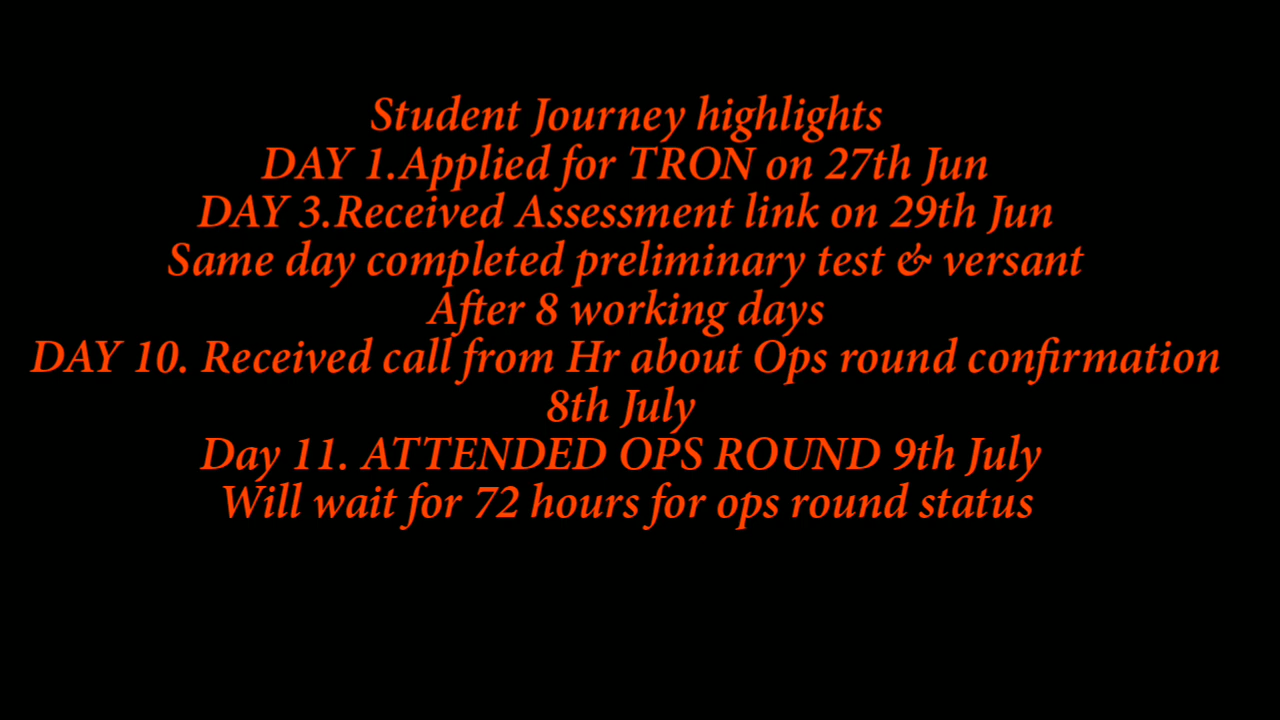 Student Journey highlights
DAY 1.Applied for TRON on 27th Jun
DAY 3.Received Assessment link on 29th Jun
Same day completed preliminary test & versant
After 8 working days
DAY 10. Received call from Hr about Ops round confirmation
8th July
Day 11. ATTENDED OPS ROUND 9th July
Will wait for 72 hours for ops round status